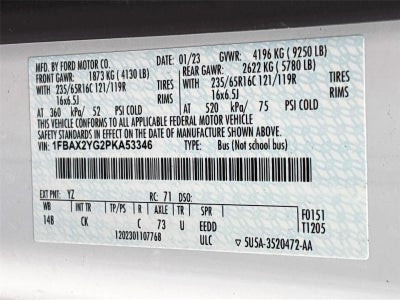 MFD. BY FORD MOTOR CO. 01/23 GVWR: 4196 KG (9250 LB)
FRONT GAWR: 1873 KG (4130 LB) REAR GAWR: 2622 KG (5780 LB)
WITH 235/65R16C 121/119R TIRES WITH 235/65R16C 121/119R TIRES
16x6.5J RIMS 16x6.5J RIMS
AT 360 kPa/ 52 PSI COLD AT 520 kPa/ 75 PSI COLD
THIS VEHICLE CONFORMS TO ALL APPLICABLE FEDERAL MOTOR VEHICLE
SAFETY STANDARDS IN EFFECT ON THE DATE OF MANUFACTURE SHOWN ABOVE.
VIN: 1FBAX2YG2PKA53346 TYPE: Bus (Not School bus)
EXT PNT: YZ RC: 71 DSO:
WB INT TR TP R AXLE TR SPR F0151
148 CK C 73 U EEDD T1205
1202301107768 ULC 5U5A-3520472-AA